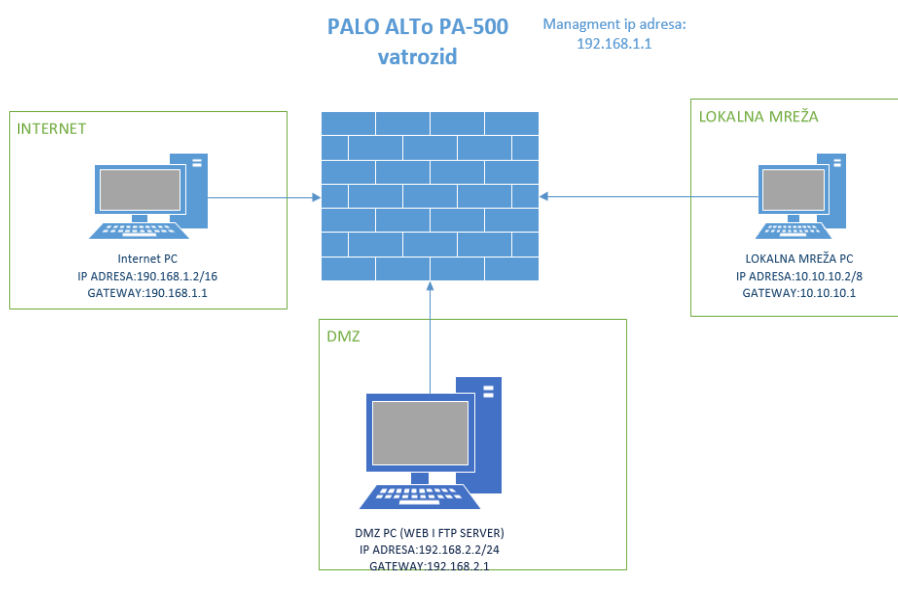 PALO ALTo PA-500
vatrozid
Managment ip adresa:
192.168.1.1
INTERNET
Internet PC
IP ADRESA:190.168.1.2/16
GATEWAY:190.168.1.1
LOKALNA MREŽA
LOKALNA MREŽA PC
IP ADRESA:10.10.10.2/8
GATEWAY:10.10.10.1
DMZ
DMZ PC (WEB I FTP SERVER)
IP ADRESA:192.168.2.2/24
GATEWAY:192.168.2.1